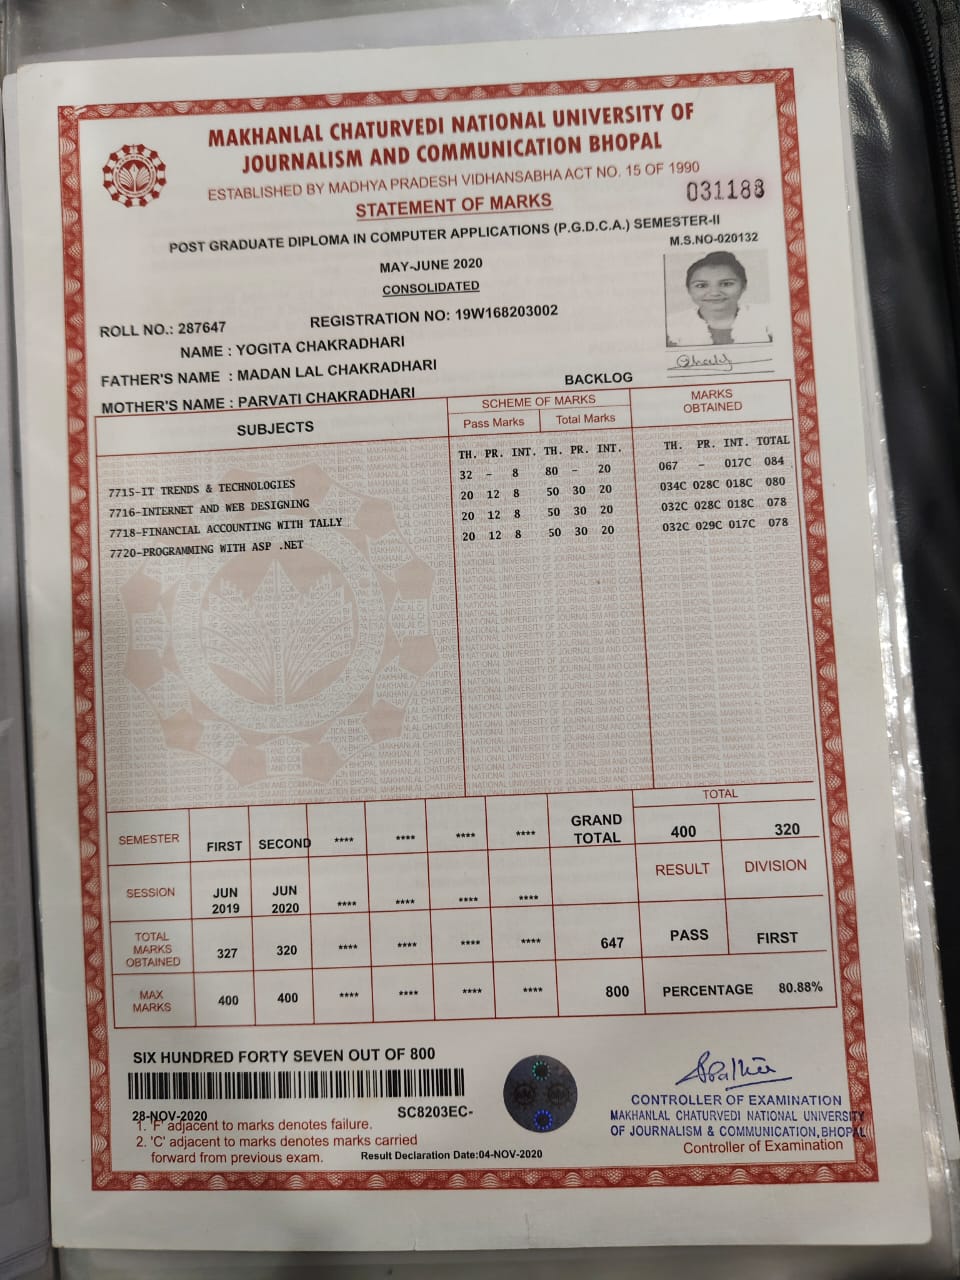 MAKHANLAL CHATURVEDI NATIONAL UNIVERSITY OF
JOURNALISM AND COMMUNICATION BHOPAL
ESTABLISHED BY MADHYA PRADESH VIDHANSABHA ACT NO. 15 OF 1990
031188
STATEMENT OF MARKS
POST GRADUATE DIPLOMA IN COMPUTER APPLICATIONS (P.G.D.C.A.) SEMESTER-II
M.S.NO-020132
MAY-JUNE 2020
CONSOLIDATED
ROLL NO.: 287647 REGISTRATION NO: 19W168203002
NAME : YOGITA CHAKRADHARI
FATHER'S NAME : MADAN LAL CHAKRADHARI
MOTHER'S NAME : PARVATI CHAKRADHARI
BACKLOG
SUBJECTS SCHEME OF MARKS MARKS OBTAINED
Pass Marks Total Marks
TH. PR. INT. TH. PR. INT. TH. PR. INT. TOTAL
7715-IT TRENDS & TECHNOLOGIES 32 - 8 80 - 20 067 - 017C 084
7716-INTERNET AND WEB DESIGNING 20 12 8 50 30 20 034C 028C 018C 080
7718-FINANCIAL ACCOUNTING WITH TALLY 20 12 8 50 30 20 032C 028C 018C 078
7720-PROGRAMMING WITH ASP .NET 20 12 8 50 30 20 032C 029C 017C 078
TOTAL
SEMESTER FIRST SECOND **** **** **** **** GRAND TOTAL 400 320
RESULT DIVISION
SESSION JUN 2019 JUN 2020 **** **** **** ****
TOTAL MARKS OBTAINED 327 320 **** **** **** **** 647 PASS FIRST
MAX MARKS 400 400 **** **** **** **** 800 PERCENTAGE 80.88%
SIX HUNDRED FORTY SEVEN OUT OF 800
28-NOV-2020 SC8203EC-
1. 'F' adjacent to marks denotes failure.
2. 'C' adjacent to marks denotes marks carried
forward from previous exam.
Result Declaration Date:04-NOV-2020
CONTROLLER OF EXAMINATION
MAKHANLAL CHATURVEDI NATIONAL UNIVERSITY
OF JOURNALISM & COMMUNICATION, BHOPAL
Controller of Examination